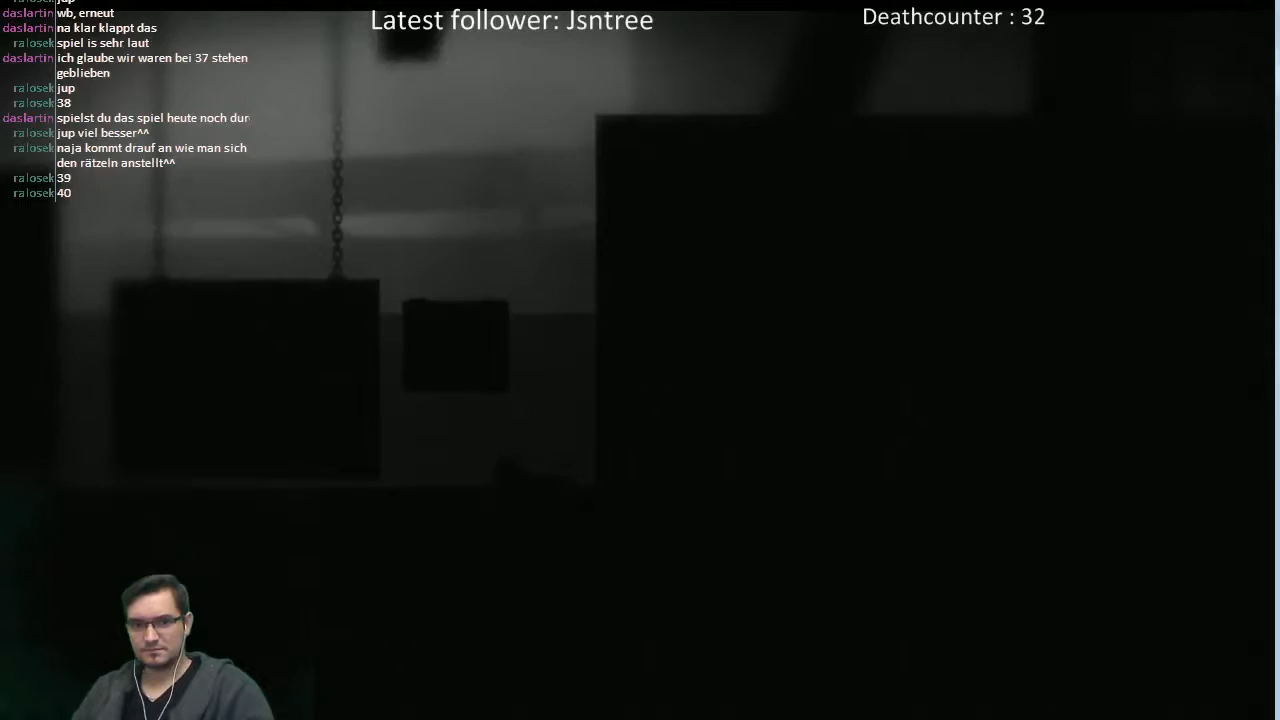 jup
daslartin wb, erneut
daslartin na klar klappt das
ralosek spiel is sehr laut
daslartin ich glaube wir waren bei 37 stehen
geblieben
ralosek jup
ralosek 38
daslartin spielst du das spiel heute noch
ralosek jup viel besser^^
ralosek naja kommt drauf an wie man sich
den rätzeln anstellt^^
ralosek 39
ralosek 40
Latest follower: Jsntree
Deathcounter : 32